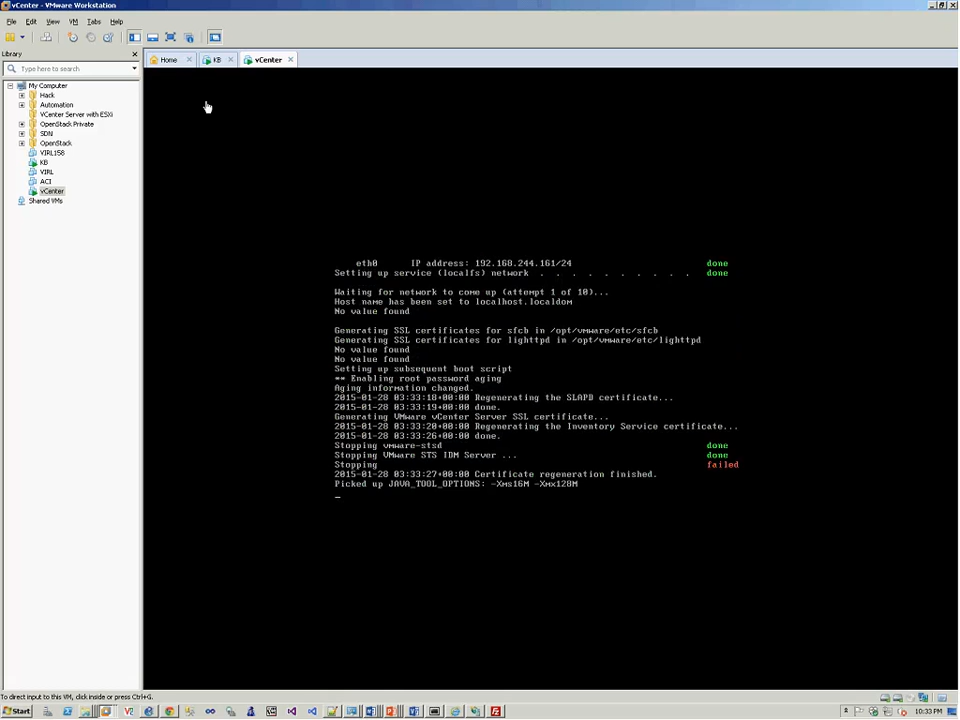 vCenter - VMware Workstation
File Edit View VM Tabs Help
Library
Type here to search
Home KB vCenter
My Computer
Hack
Automation
VCenter Server with ESXi
OpenStack Private
SDN
OpenStack
VIRL158
KB
VIRL
ACI
vCenter
Shared VMs
eth0 IP address: 192.168.244.161/24 done
Setting up service (localfs) network . . . . . . . . . . done
Waiting for network to come up (attempt 1 of 10)...
Host name has been set to localhost.localdom
No value found
Generating SSL certificates for sfcb in /opt/vmware/etc/sfcb
Generating SSL certificates for lighttpd in /opt/vmware/etc/lighttpd
No value found
No value found
Setting up subsequent boot script
** Enabling root password aging
Aging information changed.
2015-01-28 03:33:18+00:00 Regenerating the SLAPD certificate...
2015-01-28 03:33:19+00:00 done.
Generating VMware vCenter Server SSL certificate...
2015-01-28 03:33:20+00:00 Regenerating the Inventory Service certificate...
2015-01-28 03:33:26+00:00 done.
Stopping vmware-stsd done
Stopping VMware STS IDM Server ... done
Stopping failed
2015-01-28 03:33:27+00:00 Certificate regeneration finished.
Picked up JAVA_TOOL_OPTIONS: -Xms16M -Xmx128M
To direct input to this VM, click inside or press Ctrl+G.
Start
10:33 PM